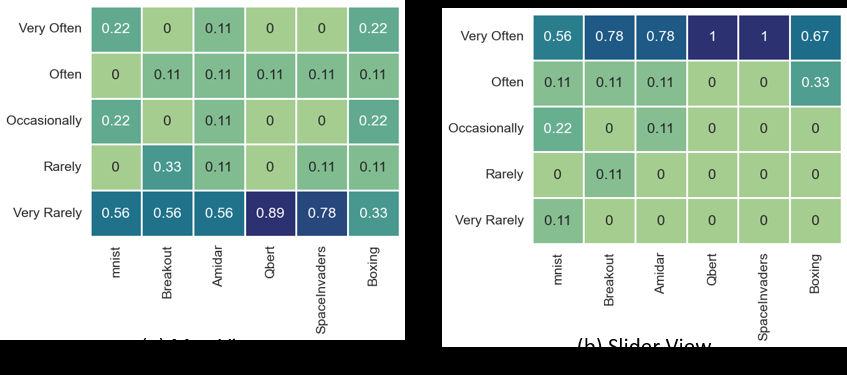 Very Often 0.22 0 0.11 0 0 0.22
Often 0 0.11 0.11 0.11 0.11 0.11
Occasionally 0.22 0 0.11 0 0 0.22
Rarely 0 0.33 0.11 0 0.11 0.11
Very Rarely 0.56 0.56 0.56 0.89 0.78 0.33
mnist Breakout Amidar Qbert SpaceInvaders Boxing
Very Often 0.56 0.78 0.78 1 1 0.67
Often 0.11 0.11 0.11 0 0 0.33
Occasionally 0.22 0 0.11 0 0 0
Rarely 0 0.11 0 0 0 0
Very Rarely 0.11 0 0 0 0 0
mnist Breakout Amidar Qbert SpaceInvaders Boxing
(b) Slider View